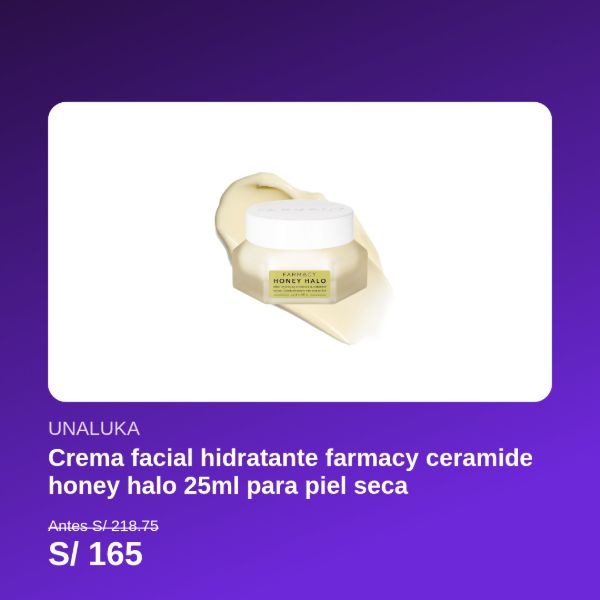 FARMACY
HONEY HALO
UNALUKA
Crema facial hidratante farmacy ceramide
honey halo 25ml para piel seca
Antes S/ 218.75
S/ 165